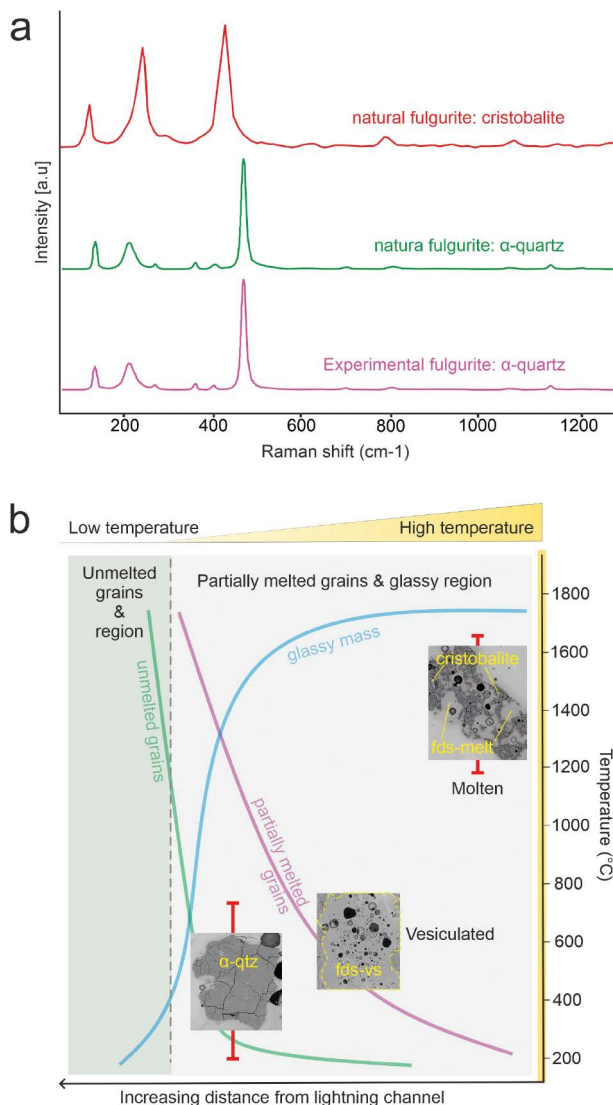 a
natural fulgurite: cristobalite
natura fulgurite: α-quartz
Experimental fulgurite: α-quartz
Intensity [a.u]
200
400
600
800
1000
1200
Raman shift (cm-1)
b
Low temperature
High temperature
Unmelted
grains
&
region
Partially melted grains & glassy region
unmelted grains
glassy mass
partially melted
grains
cristobalite
fds-melt
Molten
α-qtz
fds-vs
Vesiculated
1800
1600
1400
1200
1000
800
600
400
200
Temperature (°C)
Increasing distance from lightning channel